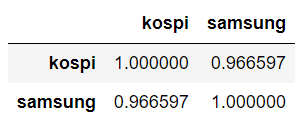 kospi samsung
kospi 1.000000 0.966597
samsung 0.966597 1.000000